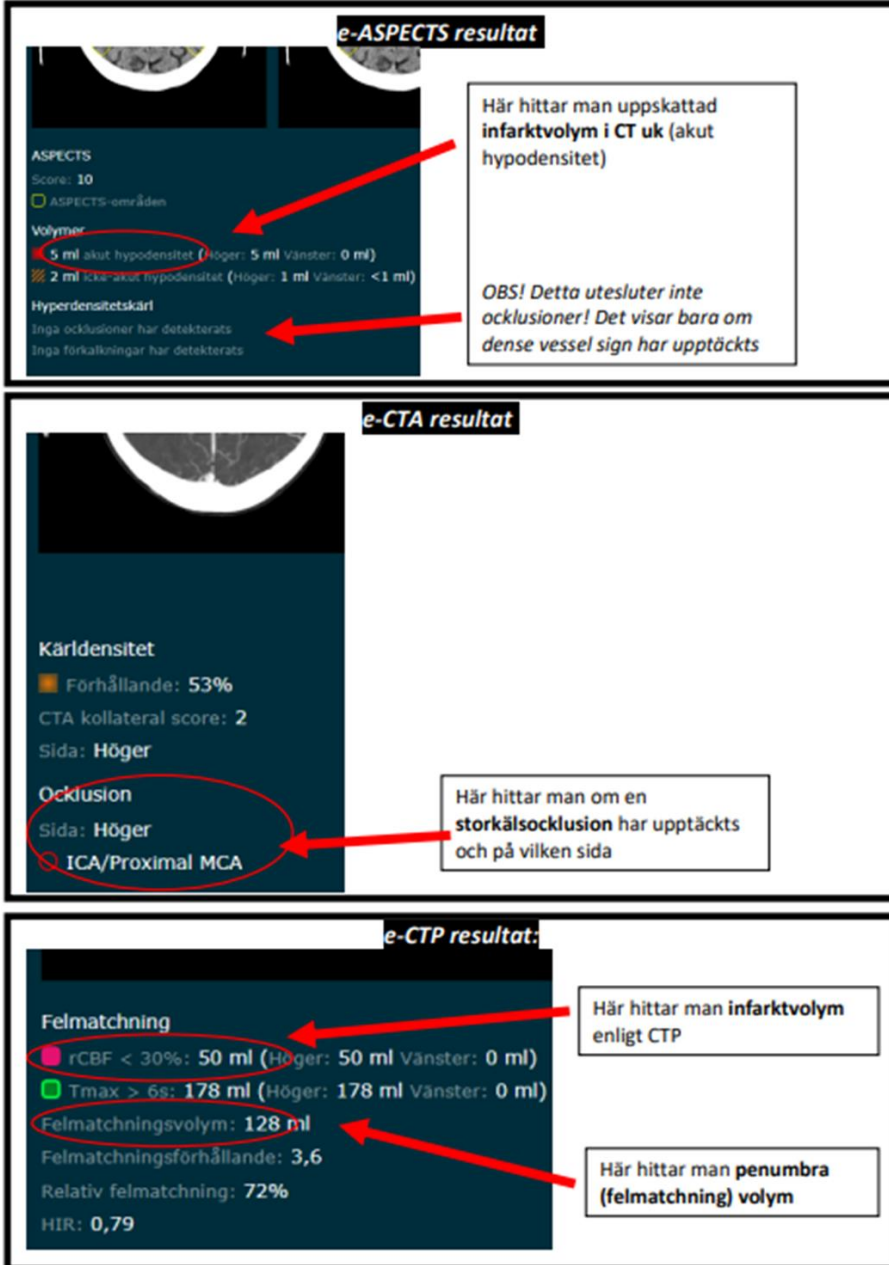 e-ASPECTS resultat
ASPECTS
Score: 10
ASPECTS-områden
Volymer
5 ml akut hypodensitet (Höger: 5 ml Vänster: 0 ml)
2 ml icke-akut hypodensitet (Höger: 1 ml Vänster: <1 ml)
Hyperdensitetskärl
Inga ocklusioner har detekterats
Inga förkalkningar har detekterats
Här hittar man uppskattad
infarktvolym i CT uk (akut
hypodensitet)
OBS! Detta utesluter inte
ocklusioner! Det visar bara om
dense vessel sign har upptäckts
e-CTA resultat
Kärldensitet
Förhållande: 53%
CTA kollateral score: 2
Sida: Höger
Ocklusion
Sida: Höger
ICA/Proximal MCA
Här hittar man om en
storkälsocklusion har upptäckts
och på vilken sida
e-CTP resultat:
Felmatchning
rCBF < 30%: 50 ml (Höger: 50 ml Vänster: 0 ml)
Tmax > 6s: 178 ml (Höger: 178 ml Vänster: 0 ml)
Felmatchningsvolym: 128 ml
Felmatchningsförhållande: 3,6
Relativ felmatchning: 72%
HIR: 0,79
Här hittar man infarktvolym
enligt CTP
Här hittar man penumbra
(felmatchning) volym